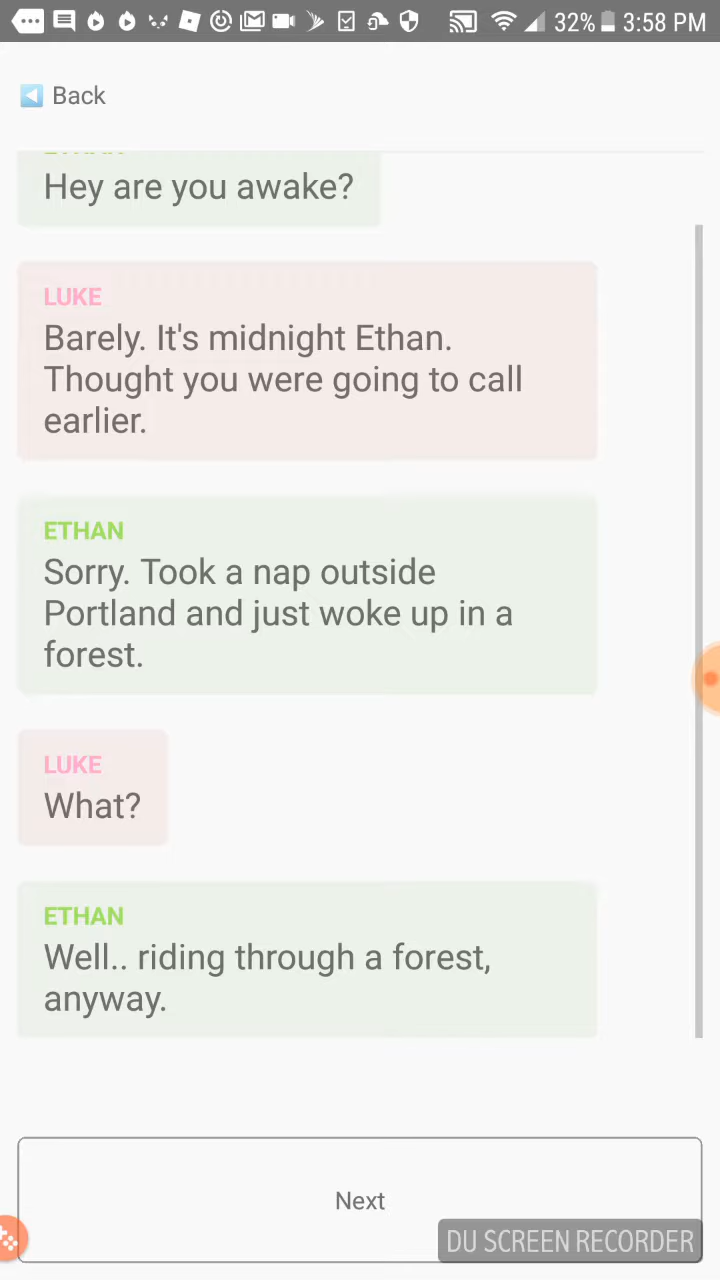 32% 3:58 PM
Back
ETHAN
Hey are you awake?
LUKE
Barely. It's midnight Ethan.
Thought you were going to call
earlier.
ETHAN
Sorry. Took a nap outside
Portland and just woke up in a
forest.
LUKE
What?
ETHAN
Well.. riding through a forest,
anyway.
Next
DU SCREEN RECORDER